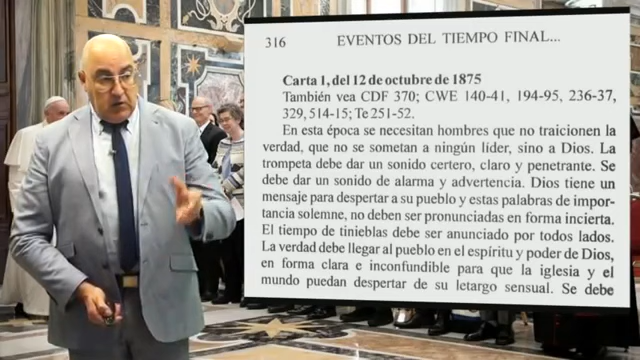 316 EVENTOS DEL TIEMPO FINAL...
Carta 1, del 12 de octubre de 1875
También vea CDF 370; CWE 140-41, 194-95, 236-37,
329, 514-15; Te 251-52.
En esta época se necesitan hombres que no traicionen la
verdad, que no se sometan a ningún líder, sino a Dios. La
trompeta debe dar un sonido certero, claro y penetrante. Se
debe dar un sonido de alarma y advertencia. Dios tiene un
mensaje para despertar a su pueblo y estas palabras de impor-
tancia solemne, no deben ser pronunciadas en forma incierta.
El tiempo de tinieblas debe ser anunciado por todos lados.
La verdad debe llegar al pueblo en el espíritu y poder de Dios,
en forma clara e inconfundible para que la iglesia y el
mundo puedan despertar de su letargo sensual. Se debe